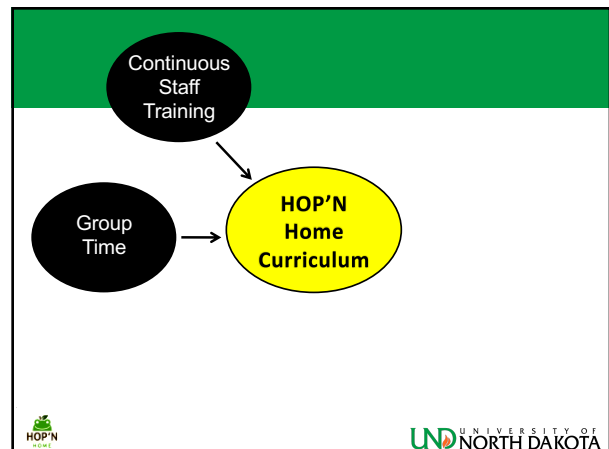 Continuous
Staff
Training
Group
Time
HOP'N
Home
Curriculum
HOP'N
HOME
UND UNIVERSITY OF
NORTH DAKOTA